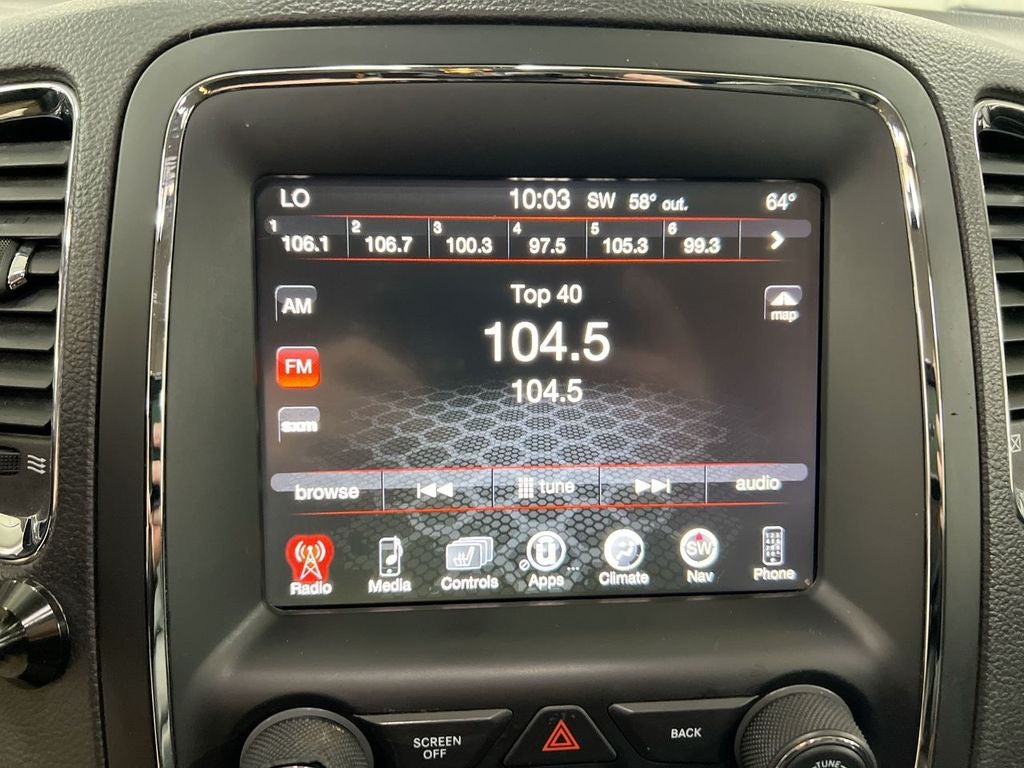 LO 10:03 SW 58° out. 64°
1 106.1 2 106.7 3 100.3 4 97.5 5 105.3 6 99.3
Top 40
AM
map
104.5
FM
104.5
sxm
browse tune audio
SW
Radio Media Controls Apps ... Climate Nav Phone
SCREEN OFF BACK
TUNE